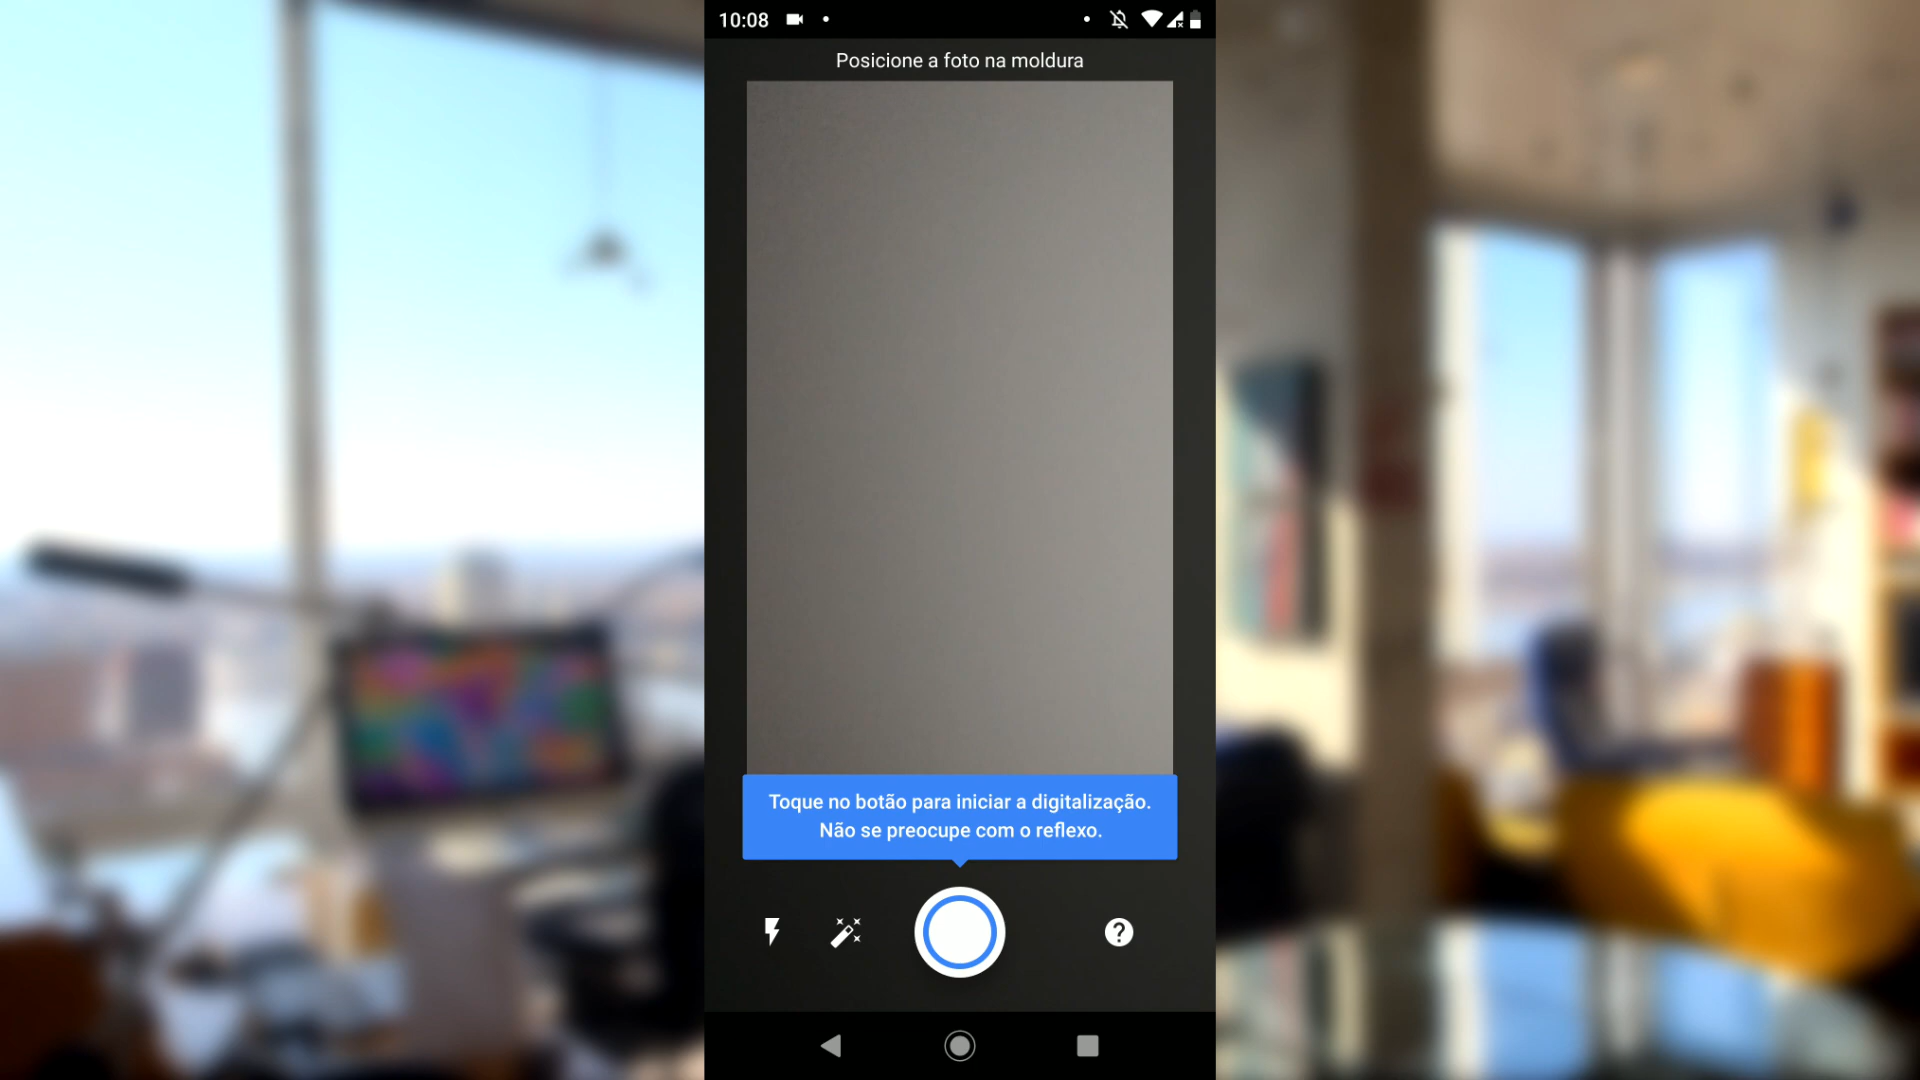 10:08
Posicione a foto na moldura
Toque no botão para iniciar a digitalização.
Não se preocupe com o reflexo.